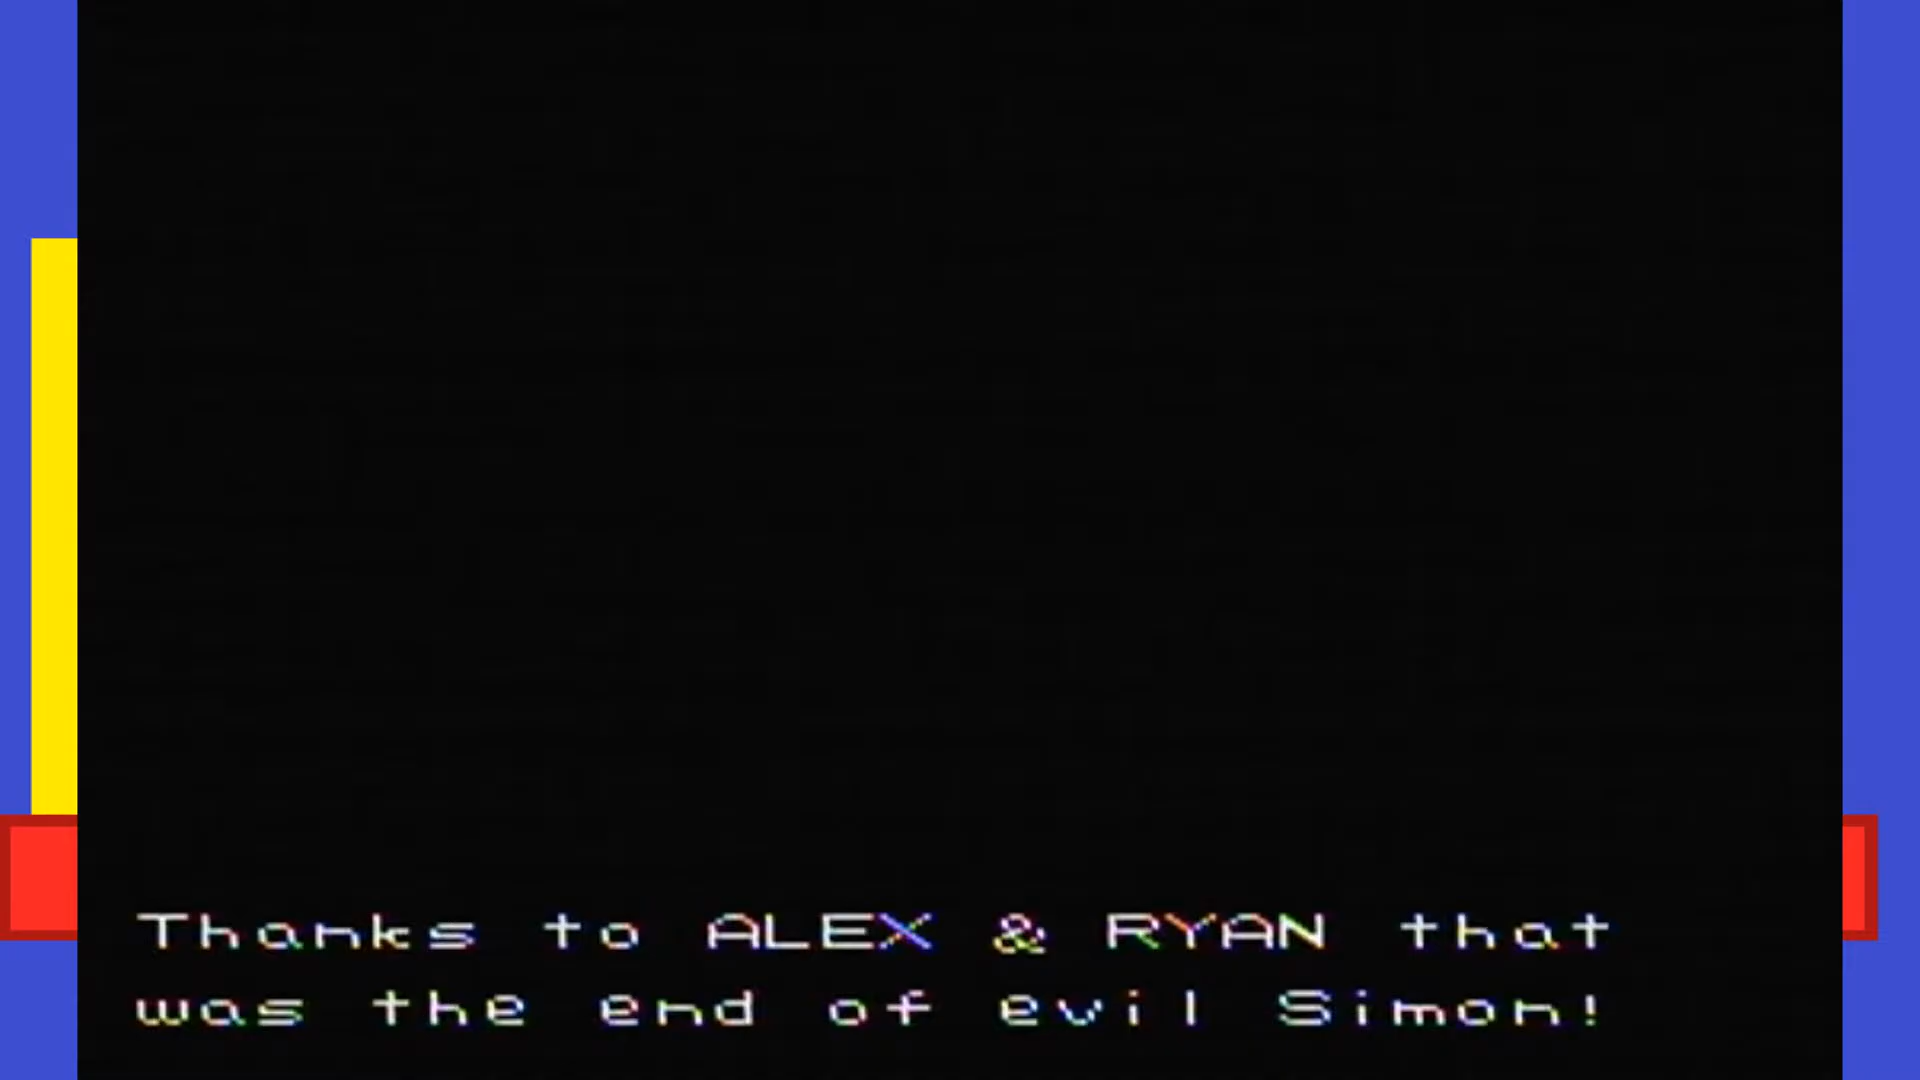 Thanks to ALEX & RYAN that
was the end of evil Simon!